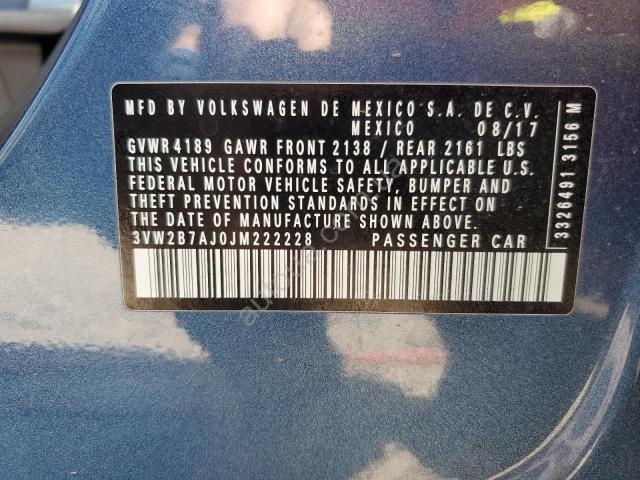 MFD BY VOLKSWAGEN DE MEXICO S.A. DE C.V.
MEXICO 08/17
GVWR 4189 GAWR FRONT 2138 / REAR 2161 LBS
THIS VEHICLE CONFORMS TO ALL APPLICABLE U.S.
FEDERAL MOTOR VEHICLE SAFETY, BUMPER AND
THEFT PREVENTION STANDARDS IN EFFECT ON
THE DATE OF MANUFACTURE SHOWN ABOVE.
3VW2B7AJ0JM222228 PASSENGER CAR
3326491 3156 M